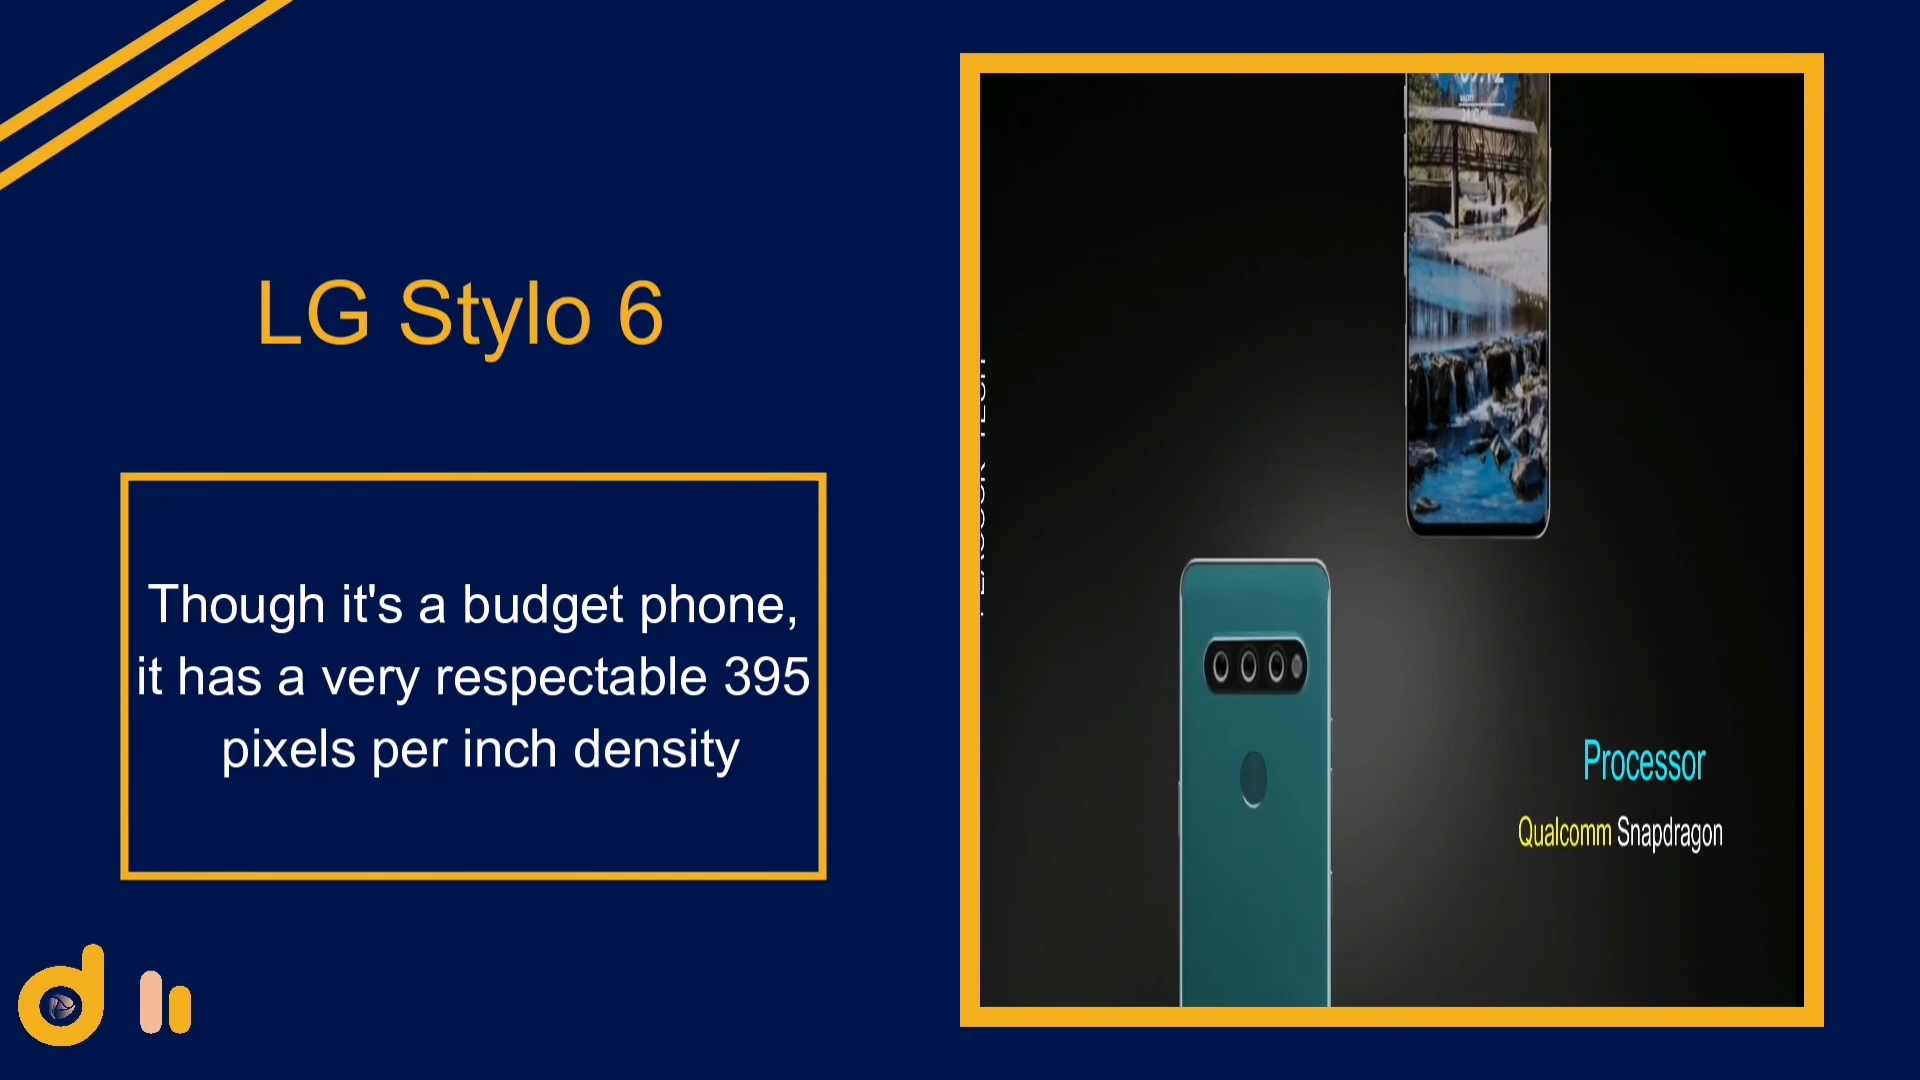 LG Stylo 6
Though it's a budget phone,
it has a very respectable 395
pixels per inch density
Processor
Qualcomm Snapdragon